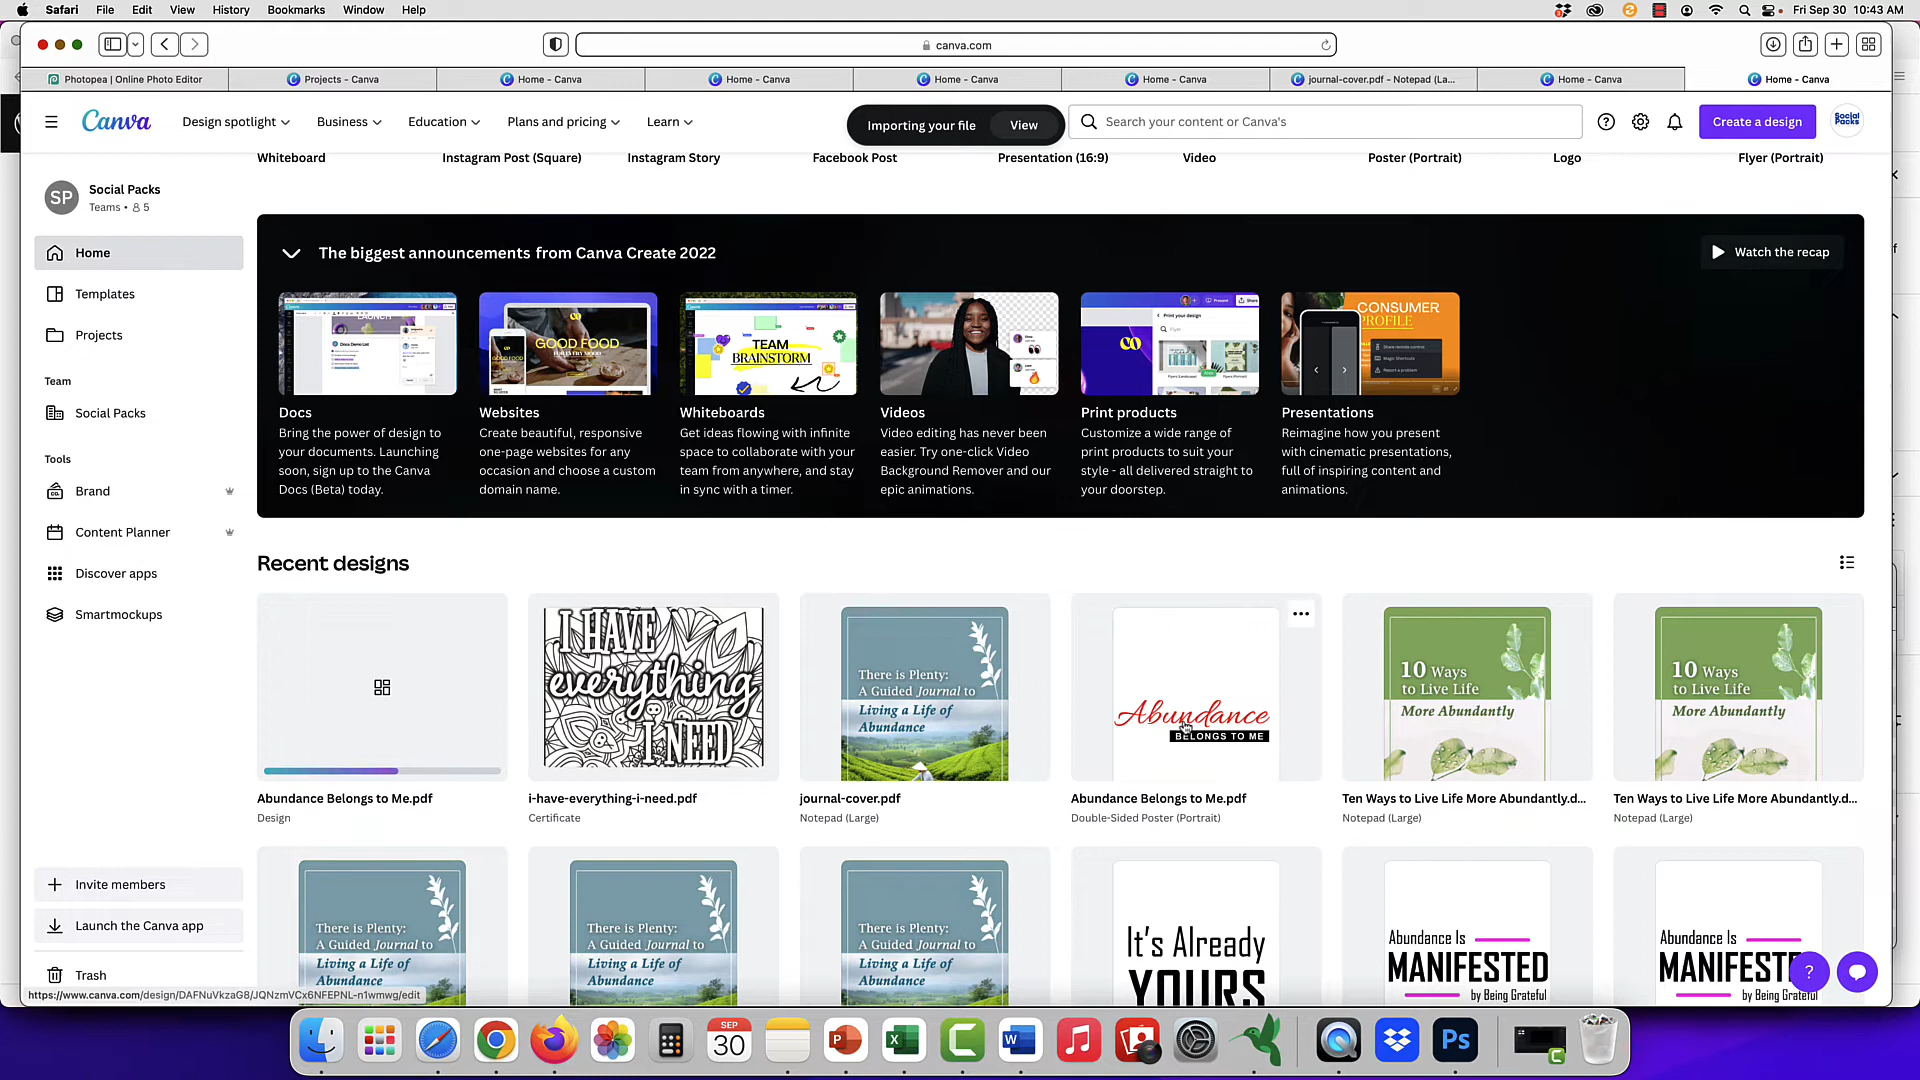 Safari File Edit View History Bookmarks Window Help
Fri Sep 30 10:43 AM
canva.com
Photopea | Online Photo Editor
Projects - Canva
Home - Canva
Home - Canva
Home - Canva
Home - Canva
journal-cover.pdf - Notepad (La...
Home - Canva
Home - Canva
Canva
Design spotlight
Business
Education
Plans and pricing
Learn
Importing your file View
Search your content or Canva's
Create a design
Social Packs
Whiteboard
Instagram Post (Square)
Instagram Story
Facebook Post
Presentation (16:9)
Video
Poster (Portrait)
Logo
Flyer (Portrait)
SP
Social Packs
Teams • 5
Home
Templates
Projects
Team
Social Packs
Tools
Brand
Content Planner
Discover apps
Smartmockups
Invite members
Launch the Canva app
Trash
The biggest announcements from Canva Create 2022
Watch the recap
GOOD FOOD
TEAM
BRAINSTORM
Print your design
CONSUMER
PROFILE
Docs
Bring the power of design to
your documents. Launching
soon, sign up to the Canva
Docs (Beta) today.
Websites
Create beautiful, responsive
one-page websites for any
occasion and choose a custom
domain name.
Whiteboards
Get ideas flowing with infinite
space to collaborate with your
team from anywhere, and stay
in sync with a timer.
Videos
Video editing has never been
easier. Try one-click Video
Background Remover and our
epic animations.
Print products
Customize a wide range of
print products to suit your
style - all delivered straight to
your doorstep.
Presentations
Reimagine how you present
with cinematic presentations,
full of inspiring content and
animations.
Recent designs
Abundance Belongs to Me.pdf
Design
I HAVE
everything
I NEED
i-have-everything-i-need.pdf
Certificate
There is Plenty:
A Guided Journal to
Living a Life of
Abundance
journal-cover.pdf
Notepad (Large)
Abundance
BELONGS TO ME
Abundance Belongs to Me.pdf
Double-Sided Poster (Portrait)
10 Ways
to Live Life
More Abundantly
Ten Ways to Live Life More Abundantly.d...
Notepad (Large)
10 Ways
to Live Life
More Abundantly
Ten Ways to Live Life More Abundantly.d...
Notepad (Large)
There is Plenty:
A Guided Journal to
Living a Life of
Abundance
There is Plenty:
A Guided Journal to
Living a Life of
Abundance
There is Plenty:
A Guided Journal to
Living a Life of
Abundance
It's Already
YOURS
Abundance Is
MANIFESTED
by Being Grateful
Abundance Is
MANIFESTED
by Being Grateful
?
https://www.canva.com/design/DAFNuVkzaG8/JQNzmVCx6NFEPNL-n1wmwg/edit
SEP
30
P
X
C
W
Ps